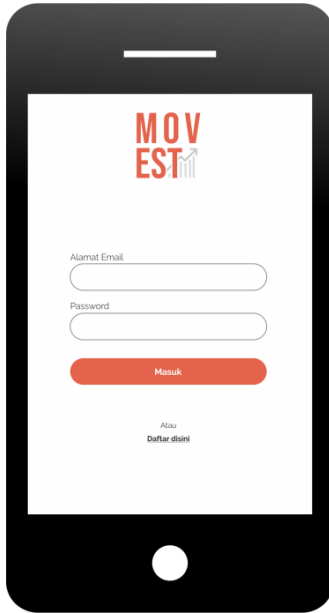 MOV
EST
Alamat Email
Password
Masuk
Atau
Daftar disini